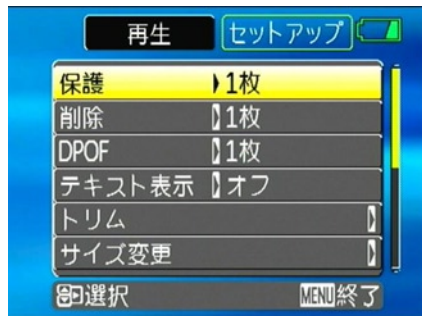 再生 セットアップ
保護 1枚
削除 1枚
DPOF 1枚
テキスト表示 オフ
トリム
サイズ変更
選択 MENU終了